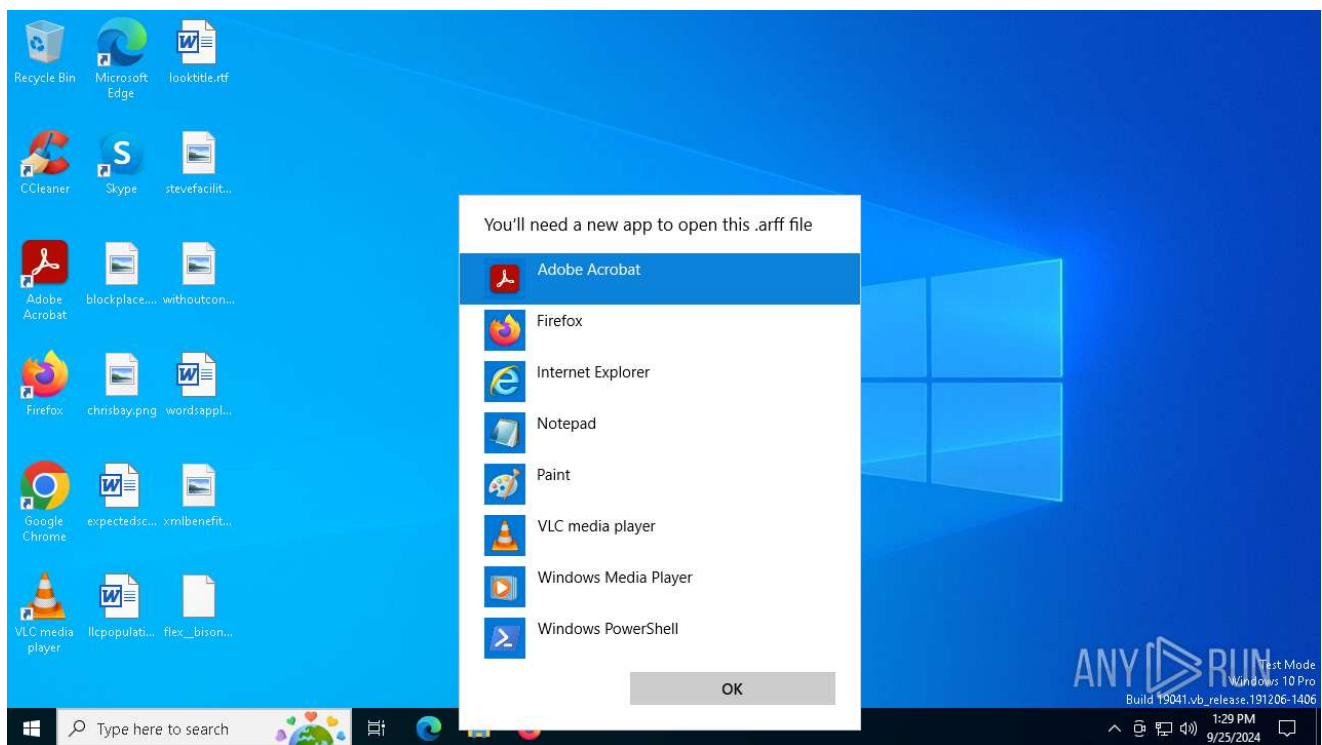 Recycle Bin
Microsoft
Edge
looktitle.rtf
CCleaner
Skype
stevefacilit...
Adobe
Acrobat
blockplace....
withoutcon...
Firefox
chrisbay.png
wordsappl...
Google
Chrome
expectedsc...
xmlbenefit...
VLC media
player
llcpopulati...
flex__bison...
You'll need a new app to open this .arff file
Adobe Acrobat
Firefox
Internet Explorer
Notepad
Paint
VLC media player
Windows Media Player
Windows PowerShell
OK
ANY RUN
Test Mode
Windows 10 Pro
Build 19041.vb_release.191206-1406
Type here to search
1:29 PM
9/25/2024